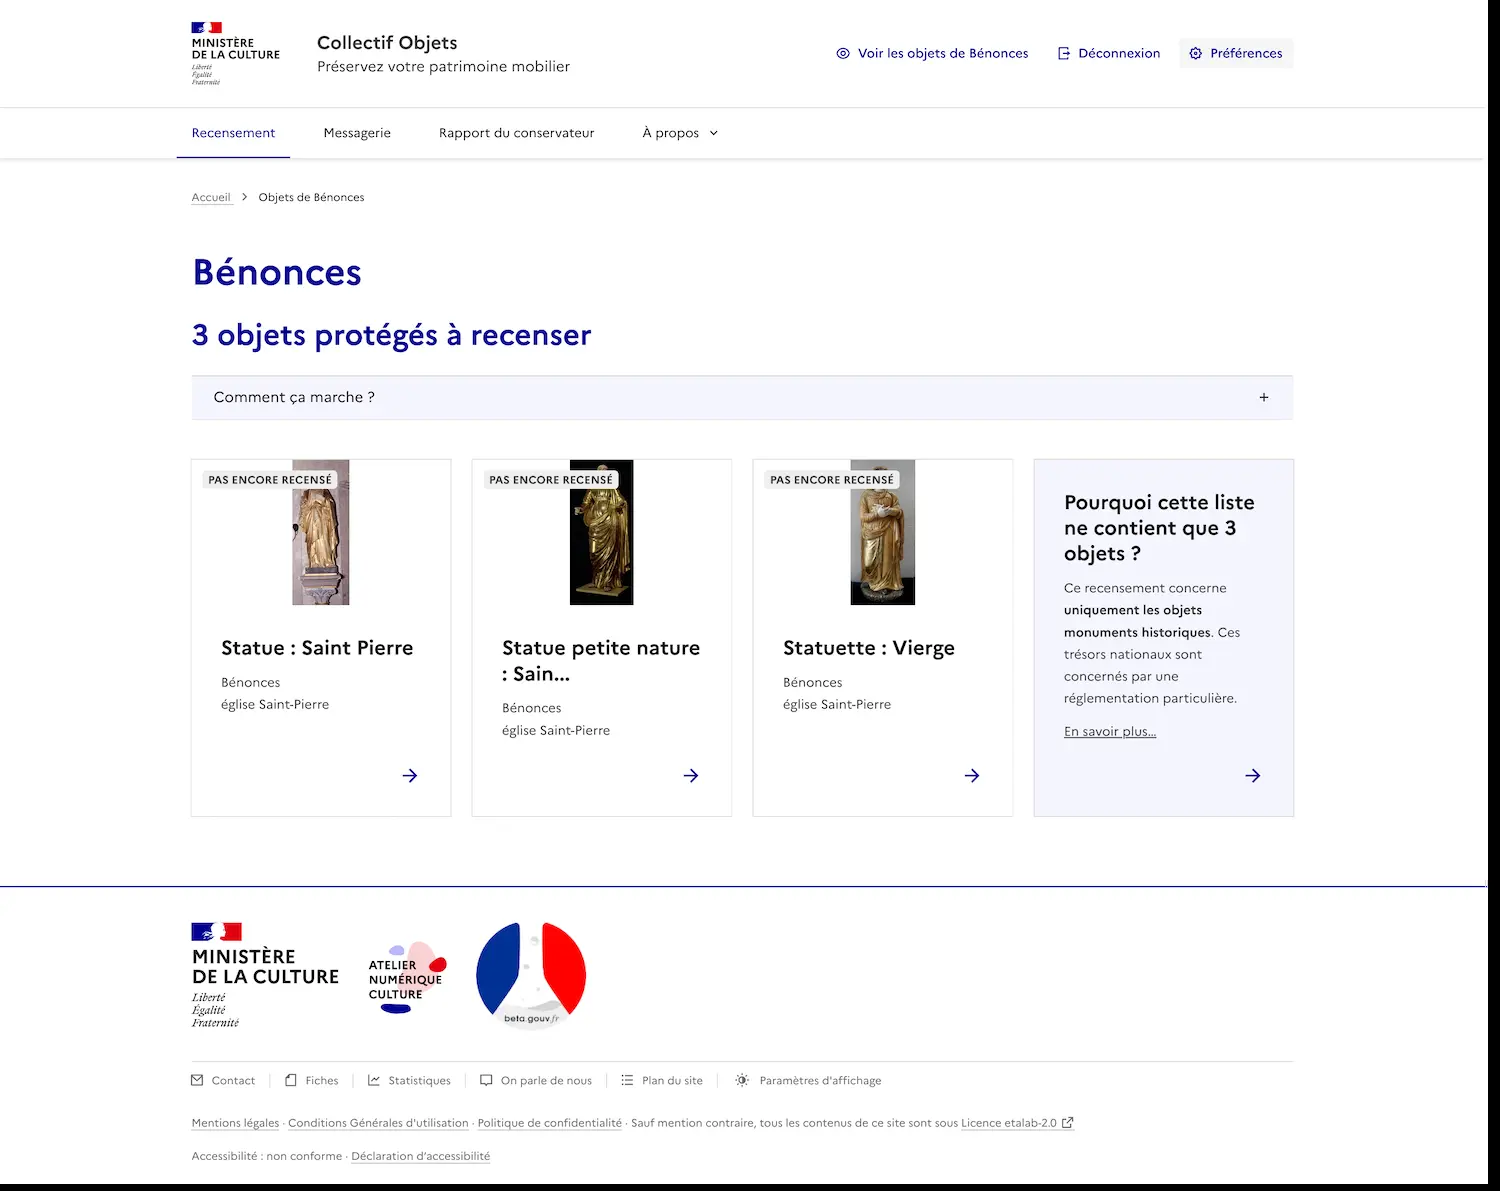 MINISTÈRE
DE LA CULTURE
Liberté
Égalité
Fraternité
Collectif Objets
Préservez votre patrimoine mobilier
Voir les objets de Bénonces
Déconnexion
Préférences
Recensement
Messagerie
Rapport du conservateur
À propos
Accueil > Objets de Bénonces
Bénonces
3 objets protégés à recenser
Comment ça marche ?
+
PAS ENCORE RECENSÉ
Statue : Saint Pierre
Bénonces
église Saint-Pierre
PAS ENCORE RECENSÉ
Statue petite nature
: Sain...
Bénonces
église Saint-Pierre
PAS ENCORE RECENSÉ
Statuette : Vierge
Bénonces
église Saint-Pierre
Pourquoi cette liste
ne contient que 3
objets ?
Ce recensement concerne
uniquement les objets
monuments historiques. Ces
trésors nationaux sont
concernés par une
réglementation particulière.
En savoir plus...
MINISTÈRE
DE LA CULTURE
Liberté
Égalité
Fraternité
ATELIER
NUMÉRIQUE
CULTURE
beta.gouv.fr
Contact
Fiches
Statistiques
On parle de nous
Plan du site
Paramètres d'affichage
Mentions légales · Conditions Générales d'utilisation · Politique de confidentialité · Sauf mention contraire, tous les contenus de ce site sont sous Licence etalab-2.0
Accessibilité : non conforme · Déclaration d'accessibilité